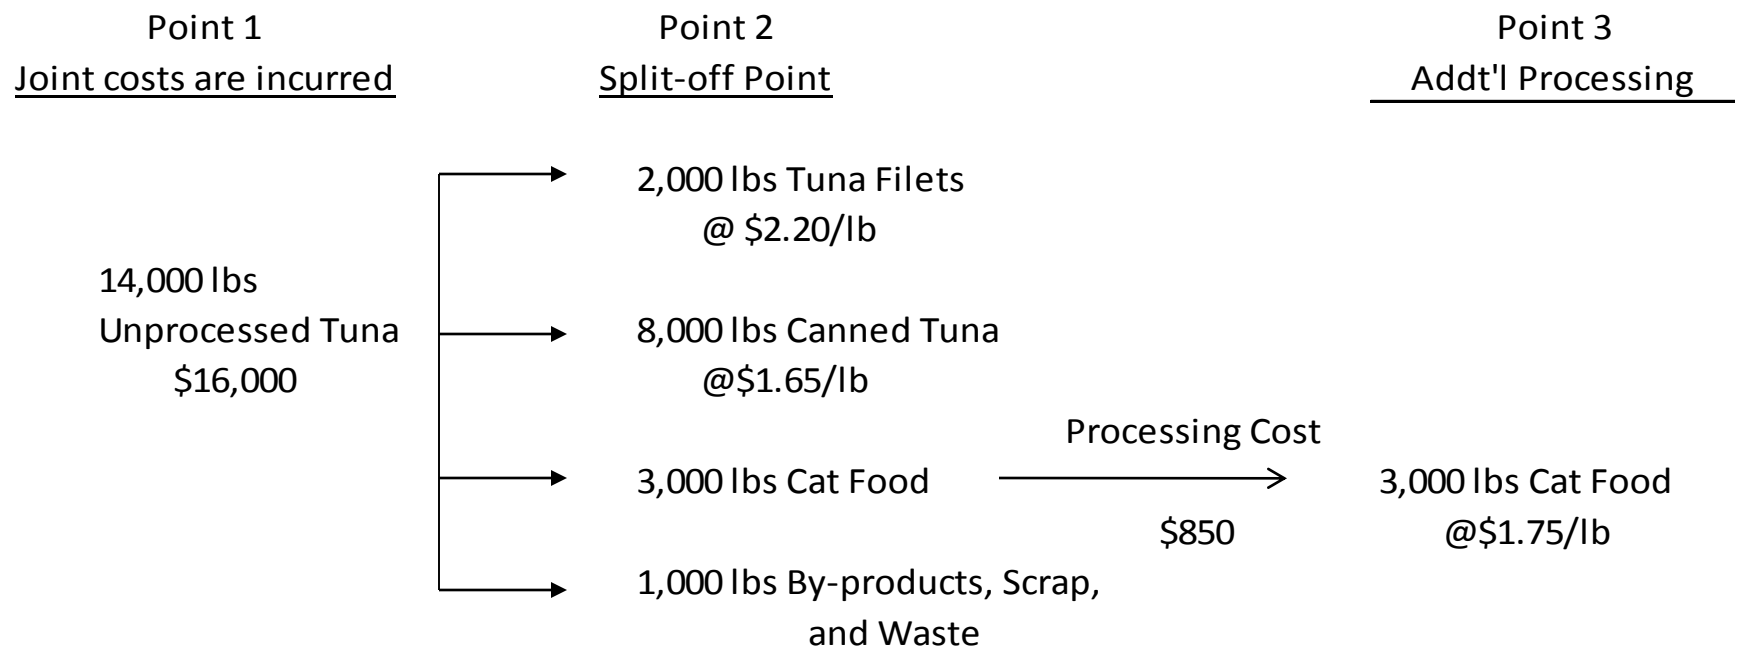 Point 1
Joint costs are incurred
Point 2
Split-off Point
Point 3
Addt'l Processing
14,000 lbs
Unprocessed Tuna
$16,000
2,000 lbs Tuna Filets
@ $2.20/lb
8,000 lbs Canned Tuna
@$1.65/lb
3,000 lbs Cat Food
Processing Cost
$850
3,000 lbs Cat Food
@$1.75/lb
1,000 lbs By-products, Scrap,
and Waste